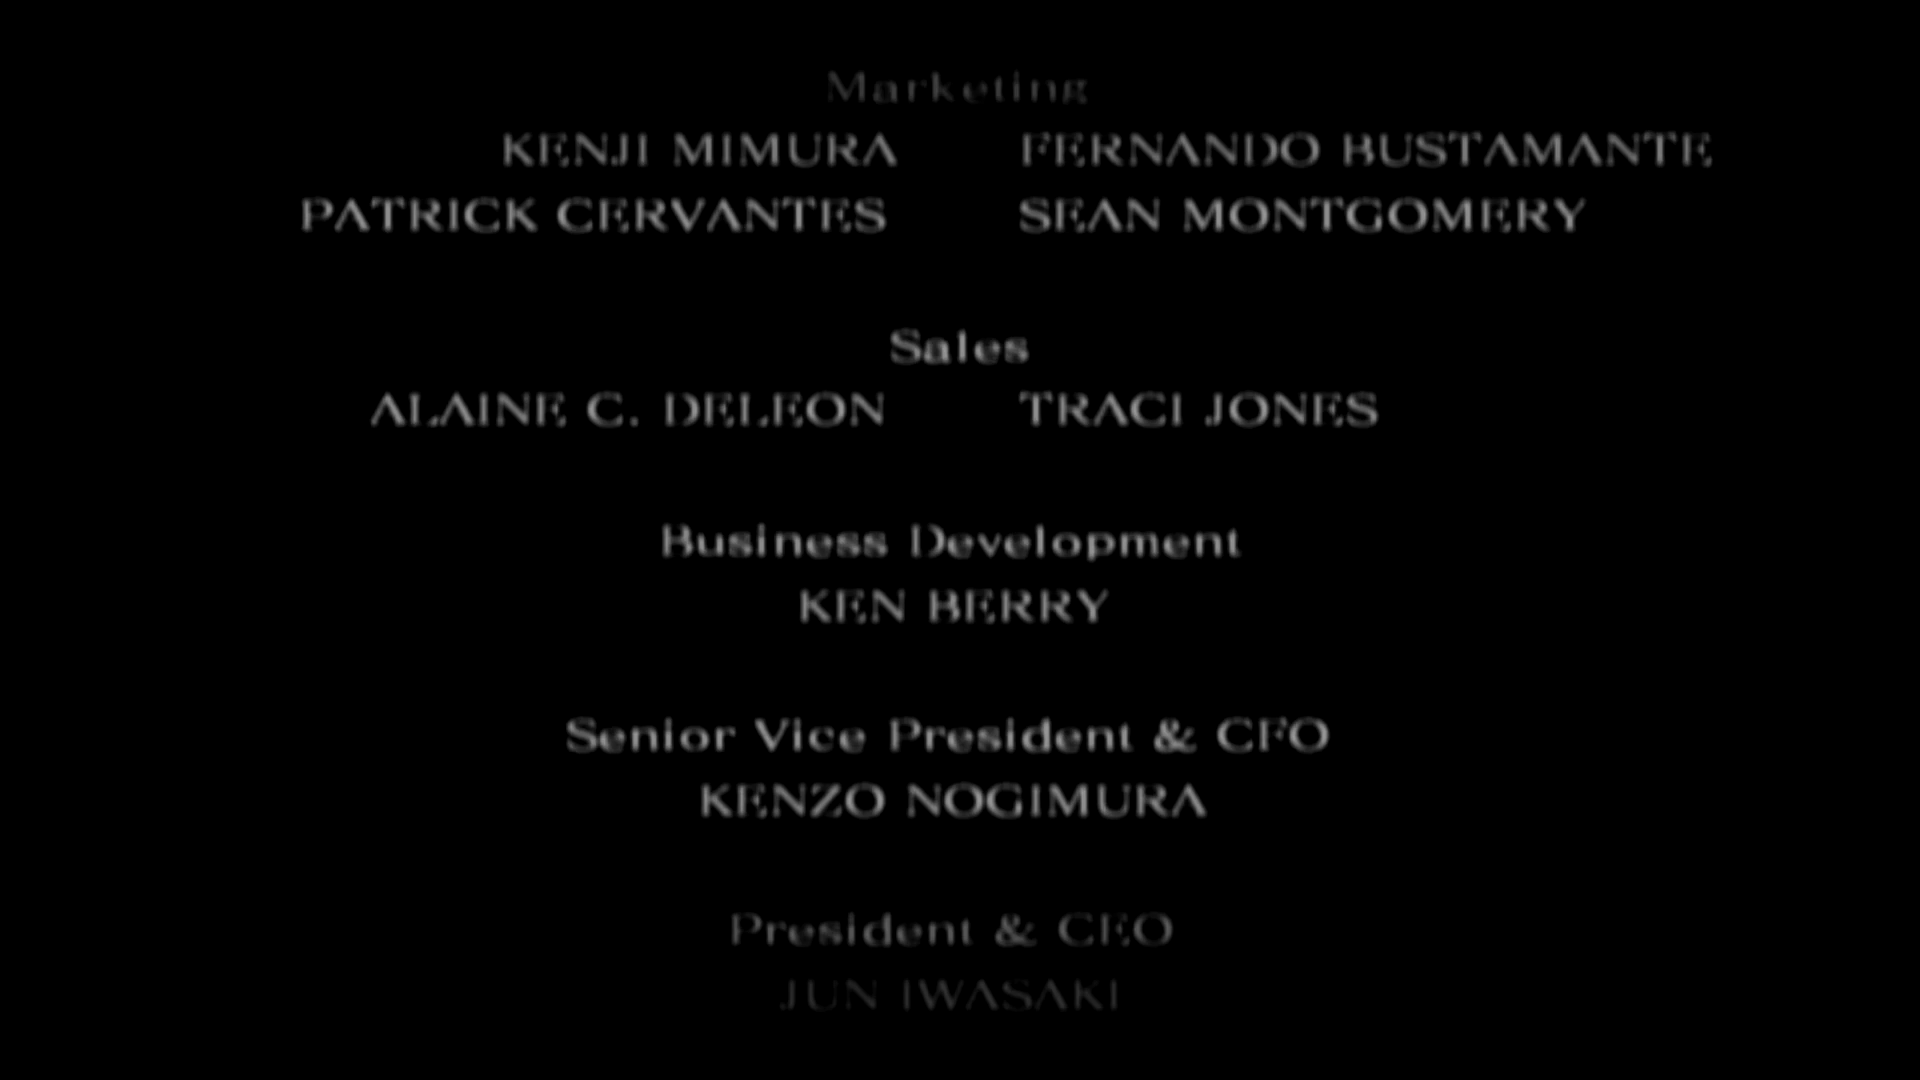 Marketing
KENJI MIMURA FERNANDO BUSTAMANTE
PATRICK CERVANTES SEAN MONTGOMERY
Sales
ALAINE C. DELEON TRACI JONES
Business Development
KEN BERRY
Senior Vice President & CFO
KENZO NOGIMURA
President & CEO
JUN IWASAKI